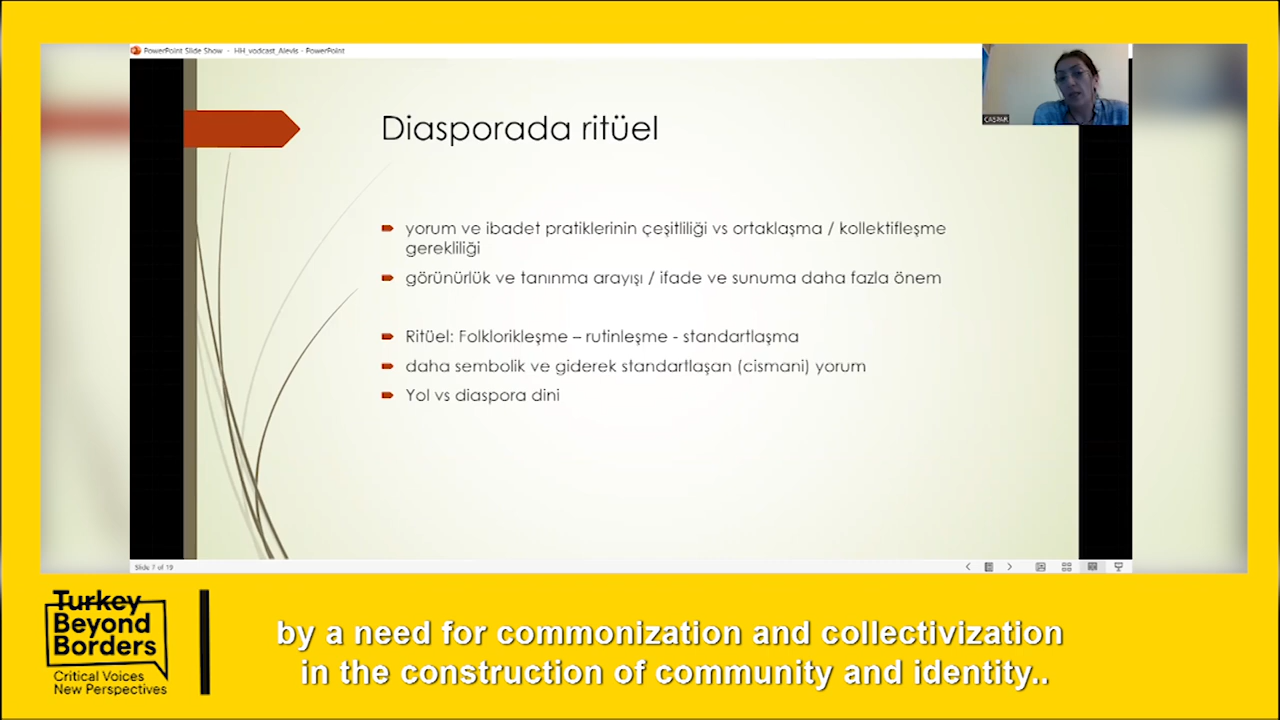 PowerPoint Slide Show - HH_vodcast_Alevis - PowerPoint
CASPAR
Diasporada ritüel
yorum ve ibadet pratiklerinin çeşitliliği vs ortaklaşma / kollektifleşme
gerekliliği
görünürlük ve tanınma arayışı / ifade ve sunuma daha fazla önem
Ritüel: Folklorikleşme – rutinleşme - standartlaşma
daha sembolik ve giderek standartlaşan (cismani) yorum
Yol vs diaspora dini
Slide 7 of 19
Turkey
Beyond
Borders
Critical Voices
New Perspectives
by a need for commonization and collectivization
in the construction of community and identity..